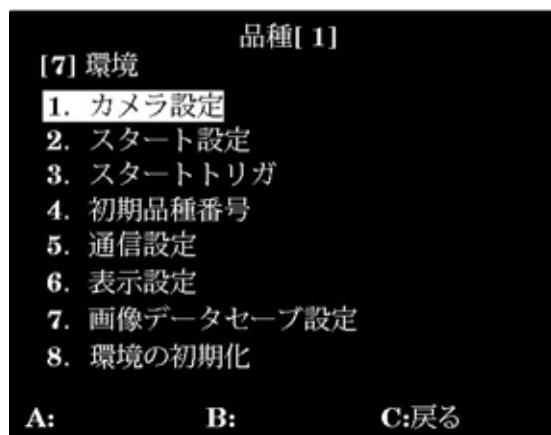 品種[ 1]
[7] 環境
1. カメラ設定
2. スタート設定
3. スタートトリガ
4. 初期品種番号
5. 通信設定
6. 表示設定
7. 画像データセーブ設定
8. 環境の初期化
A: B: C:戻る